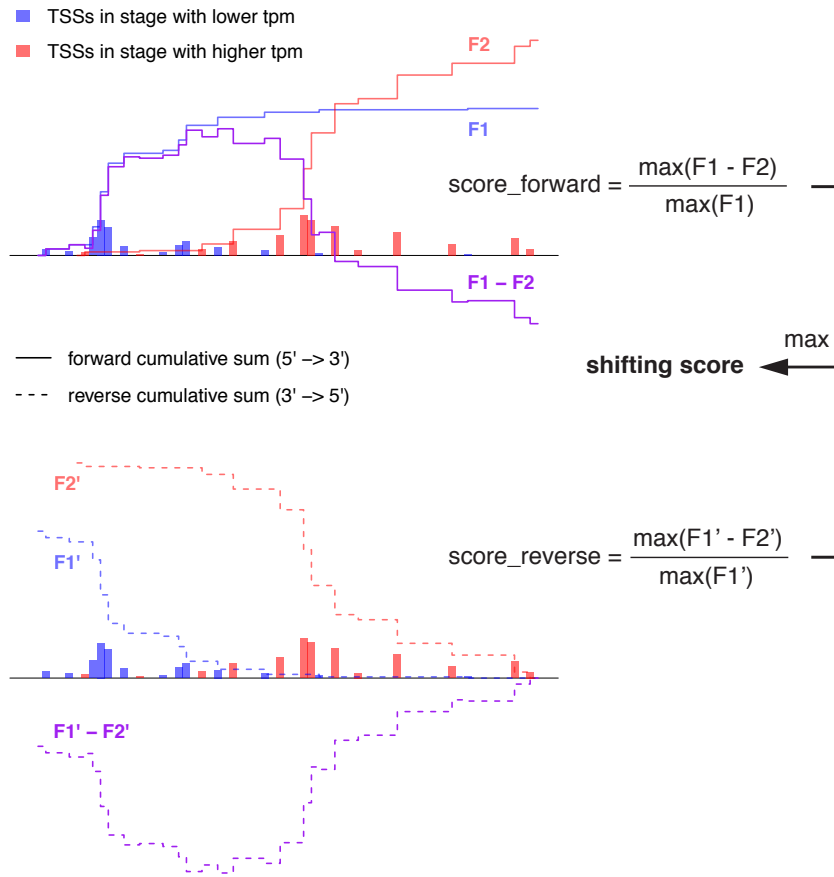 TSSs in stage with lower tpm
TSSs in stage with higher tpm
F2
F1
score_forward = max(F1 - F2)
max(F1)
F1 – F2
forward cumulative sum (5' –> 3')
reverse cumulative sum (3' –> 5')
max
shifting score
F2'
F1'
score_reverse = max(F1’ - F2’)
max(F1’)
F1' – F2'